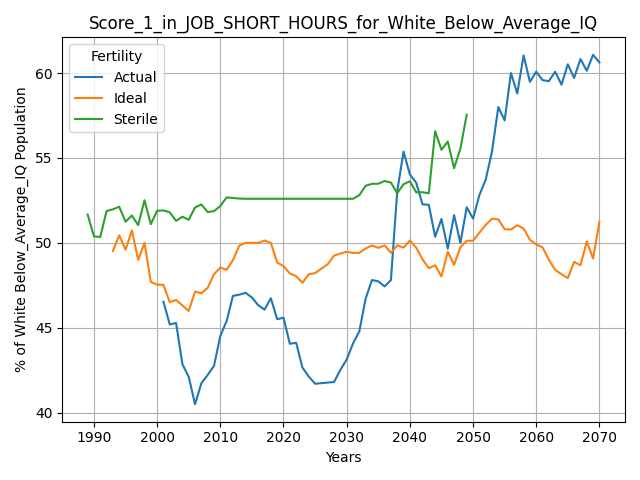 Score_1_in_JOB_SHORT_HOURS_for_White_Below_Average_IQ
Fertility
Actual
Ideal
Sterile
% of White Below_Average_IQ Population
60
55
50
45
40
1990 2000 2010 2020 2030 2040 2050 2060 2070
Years